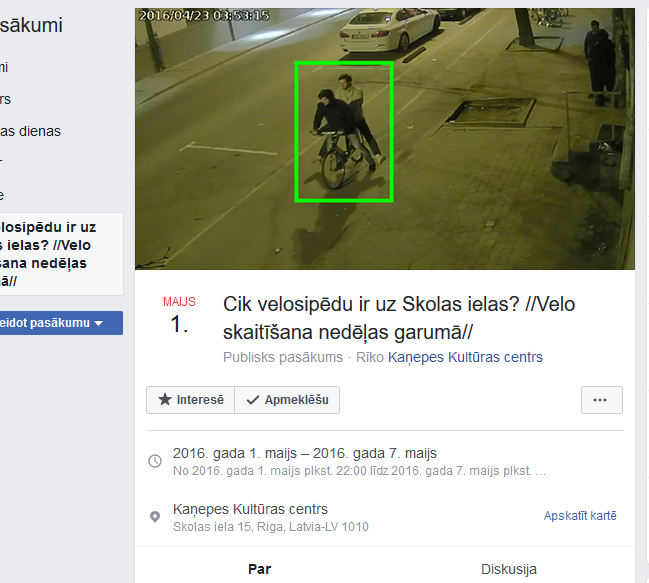 sākumi
2016/04/23 03:53:15
mi
rs
as dienas
r
e
elosipēdu ir uz
s ielas? //Velo
šana nedēļas
ā//
eidot pasākumu
MAIJS
1.
Cik velosipēdu ir uz Skolas ielas? //Velo
skaitīšana nedēļas garumā//
Publisks pasākums · Rīko Kaņepes Kultūras centrs
Interesē
Apmeklēšu
2016. gada 1. maijs – 2016. gada 7. maijs
No 2016. gada 1. maijs plkst. 22:00 līdz 2016. gada 7. maijs plkst. ...
Kaņepes Kultūras centrs
Skolas iela 15, Riga, Latvia-LV 1010
Apskatīt kartē
Par
Diskusija